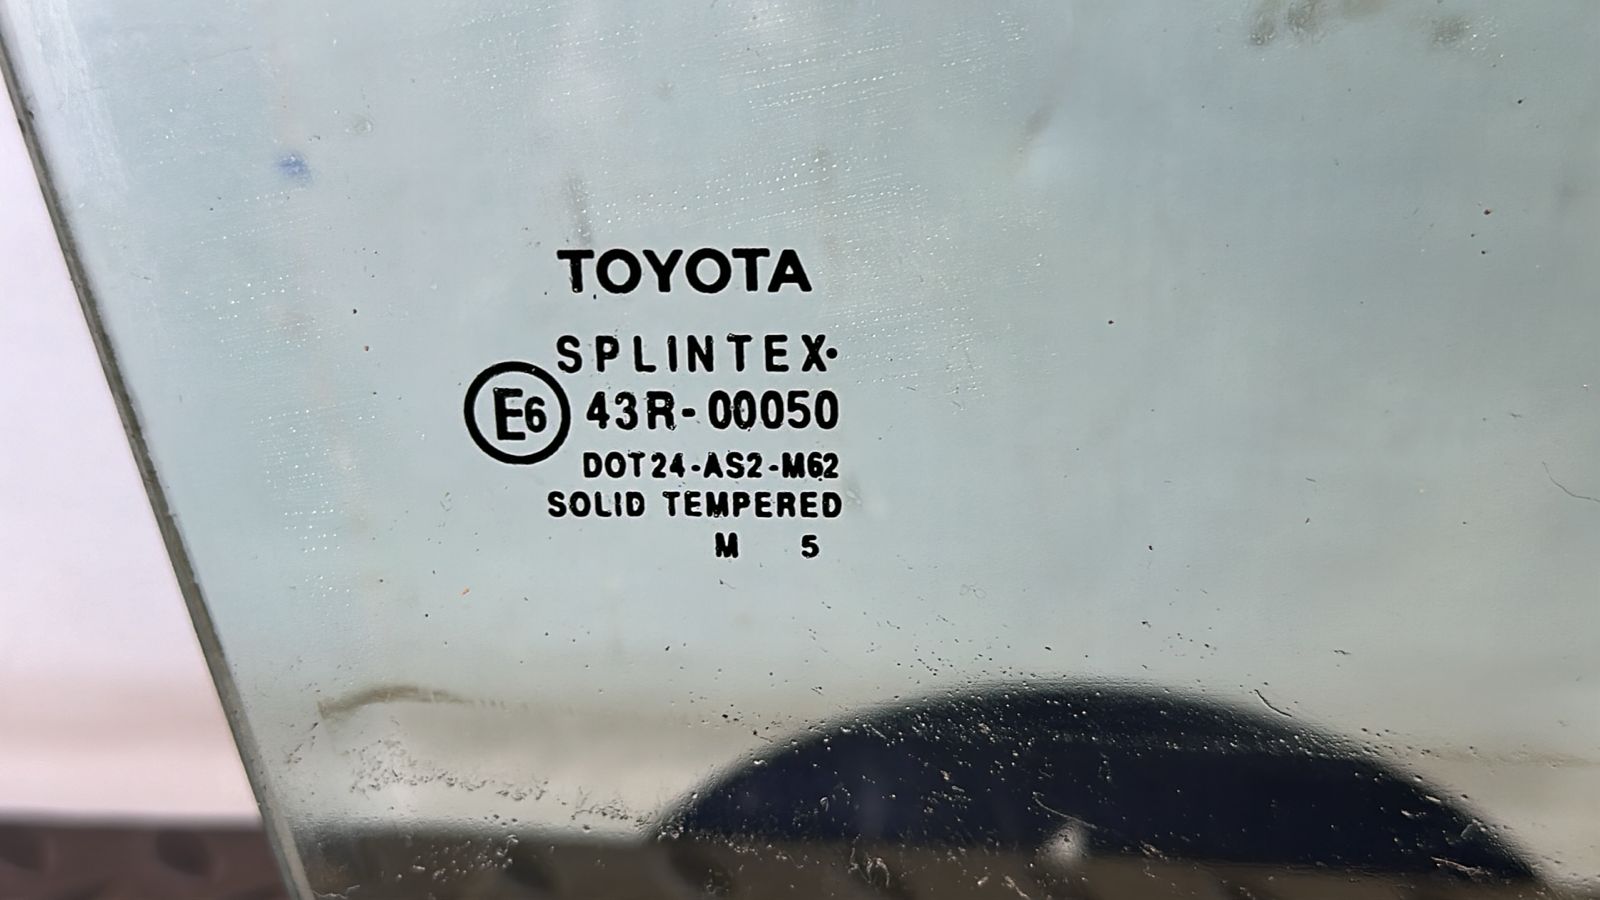 TOYOTA
SPLINTEX·
E6 43R-00050
DOT24-AS2-M62
SOLID TEMPERED
M 5